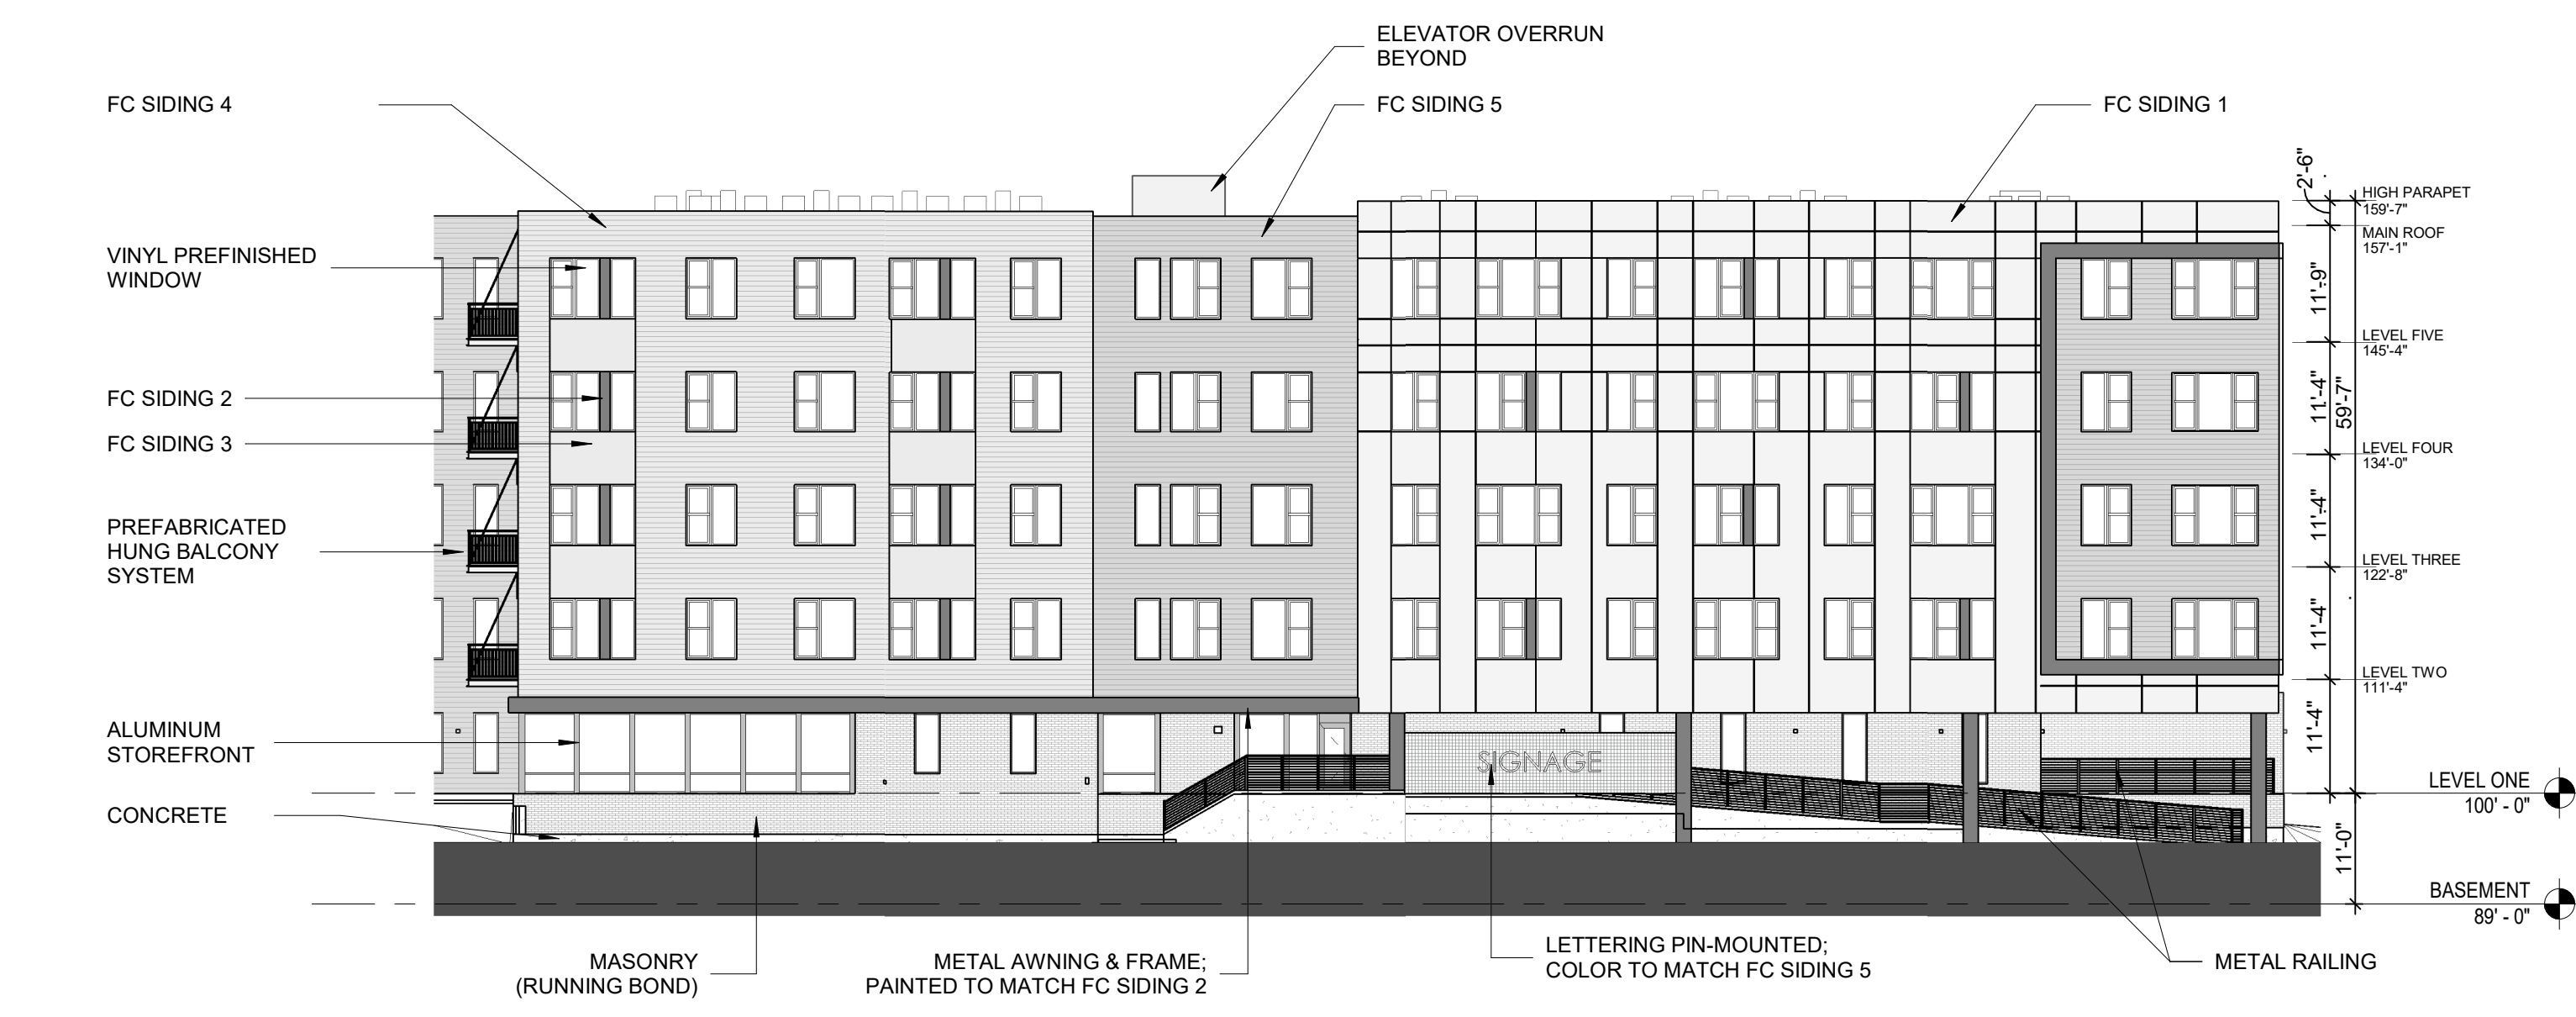 ELEVATOR OVERRUN
BEYOND
FC SIDING 4
FC SIDING 5
FC SIDING 1
VINYL PREFINISHED
WINDOW
FC SIDING 2
FC SIDING 3
PREFABRICATED
HUNG BALCONY
SYSTEM
ALUMINUM
STOREFRONT
CONCRETE
SIGNAGE
2'-6"
11'-9"
11'-4"
59'-7"
11'-4"
11'-4"
11'-4"
11'-0"
HIGH PARAPET
159'-7"
MAIN ROOF
157'-1"
LEVEL FIVE
145'-4"
LEVEL FOUR
134'-0"
LEVEL THREE
122'-8"
LEVEL TWO
111'-4"
LEVEL ONE
100' - 0"
BASEMENT
89' - 0"
MASONRY
(RUNNING BOND)
METAL AWNING & FRAME;
PAINTED TO MATCH FC SIDING 2
LETTERING PIN-MOUNTED;
COLOR TO MATCH FC SIDING 5
METAL RAILING